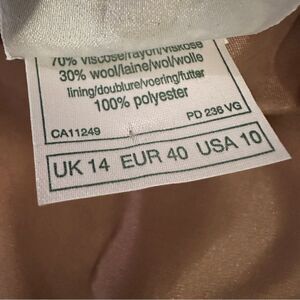 70% viscose/rayon/viskose
30% wool/laine/wol/wolle
lining/doublure/voering/futter
100% polyester
CA11249 PD 236 VG
UK 14 EUR 40 USA 10